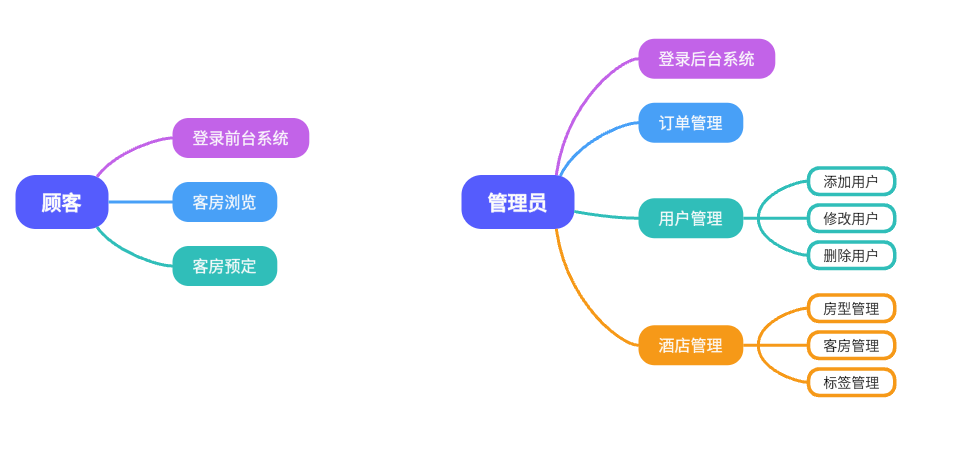 顾客
登录前台系统
客房浏览
客房预定
管理员
登录后台系统
订单管理
用户管理
添加用户
修改用户
删除用户
酒店管理
房型管理
客房管理
标签管理